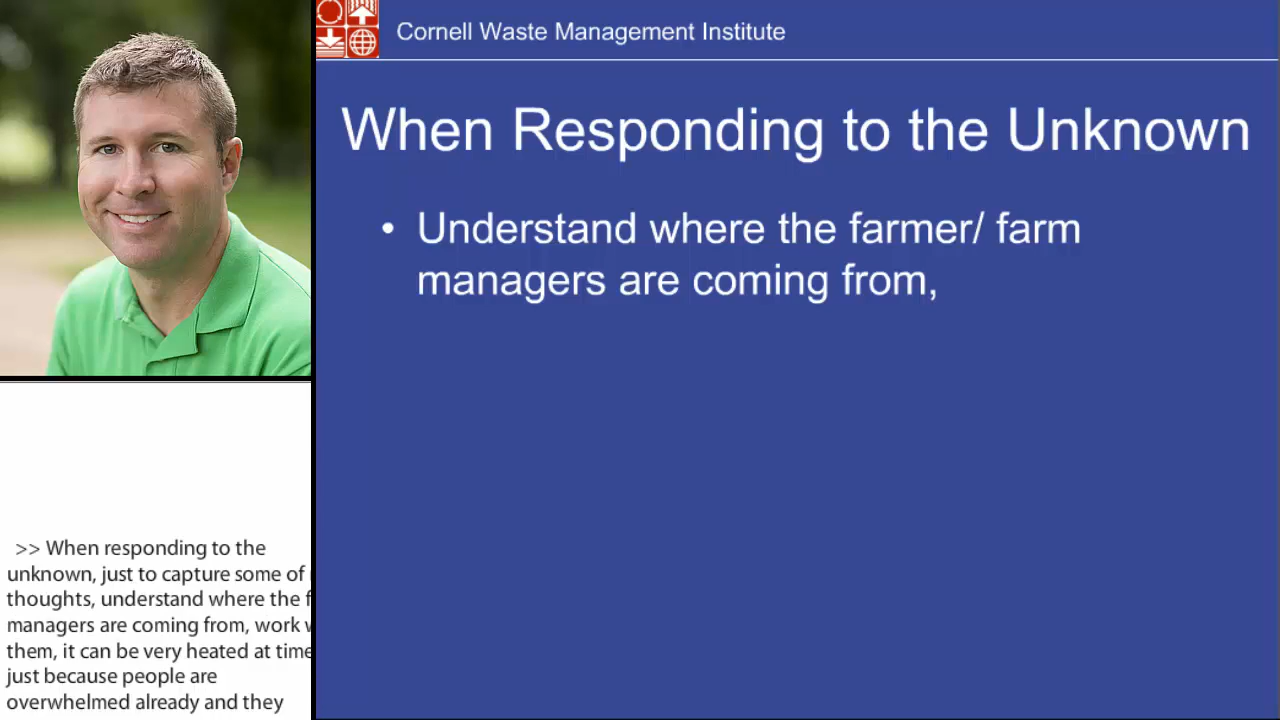 Cornell Waste Management Institute
When Responding to the Unknown
• Understand where the farmer/ farm
managers are coming from,
>> When responding to the
unknown, just to capture some of
thoughts, understand where the
managers are coming from, work
them, it can be very heated at time
just because people are
overwhelmed already and they